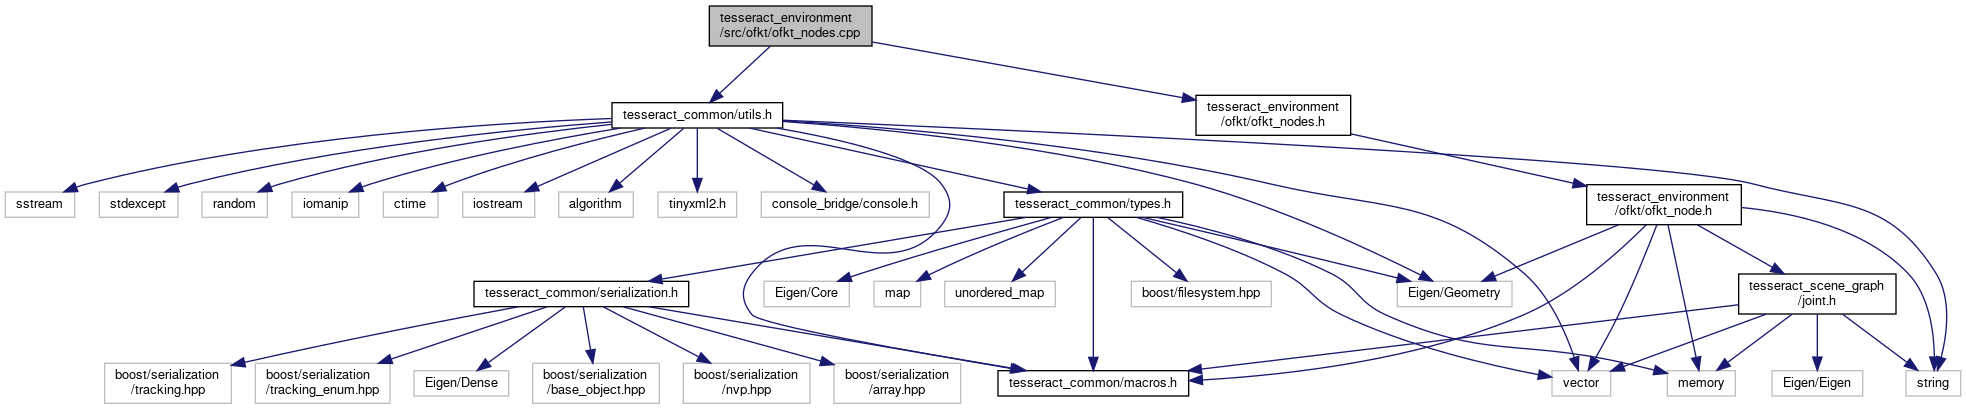 tesseract_environment
/src/ofkt/ofkt_nodes.cpp
tesseract_common/utils.h
tesseract_environment
/ofkt/ofkt_nodes.h
sstream
stdexcept
random
iomanip
ctime
iostream
algorithm
tinyxml2.h
console_bridge/console.h
tesseract_common/types.h
tesseract_environment
/ofkt/ofkt_node.h
tesseract_common/serialization.h
Eigen/Core
map
unordered_map
boost/filesystem.hpp
Eigen/Geometry
tesseract_scene_graph
/joint.h
boost/serialization
/tracking.hpp
boost/serialization
/tracking_enum.hpp
Eigen/Dense
boost/serialization
/base_object.hpp
boost/serialization
/nvp.hpp
boost/serialization
/array.hpp
tesseract_common/macros.h
vector
memory
Eigen/Eigen
string